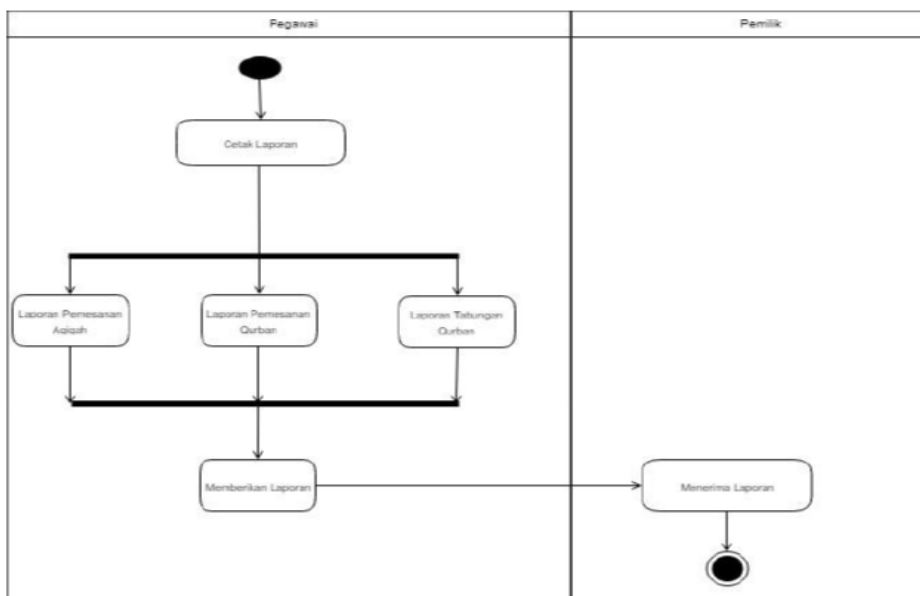 Pegawai
Pemilik
Cetak Laporan
Laporan Pemesanan
Aqiqah
Laporan Pemesanan
Qurban
Laporan Tabungan
Qurban
Memberikan Laporan
Menerima Laporan